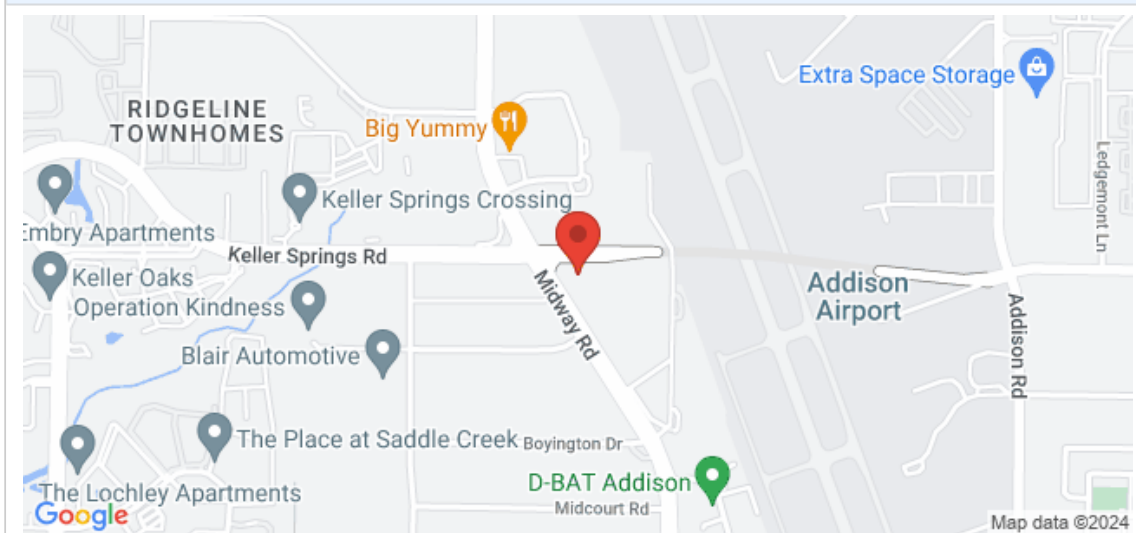 Extra Space Storage
RIDGELINE
TOWNHOMES
Big Yummy
Ledgemont Ln
Keller Springs Crossing
Embry Apartments
Keller Springs Rd
Keller Oaks
Operation Kindness
Midway Rd
Addison
Airport
Addison Rd
Blair Automotive
The Place at Saddle Creek
Boyington Dr
D-BAT Addison
The Lochley Apartments
Midcourt Rd
Google
Map data ©2024